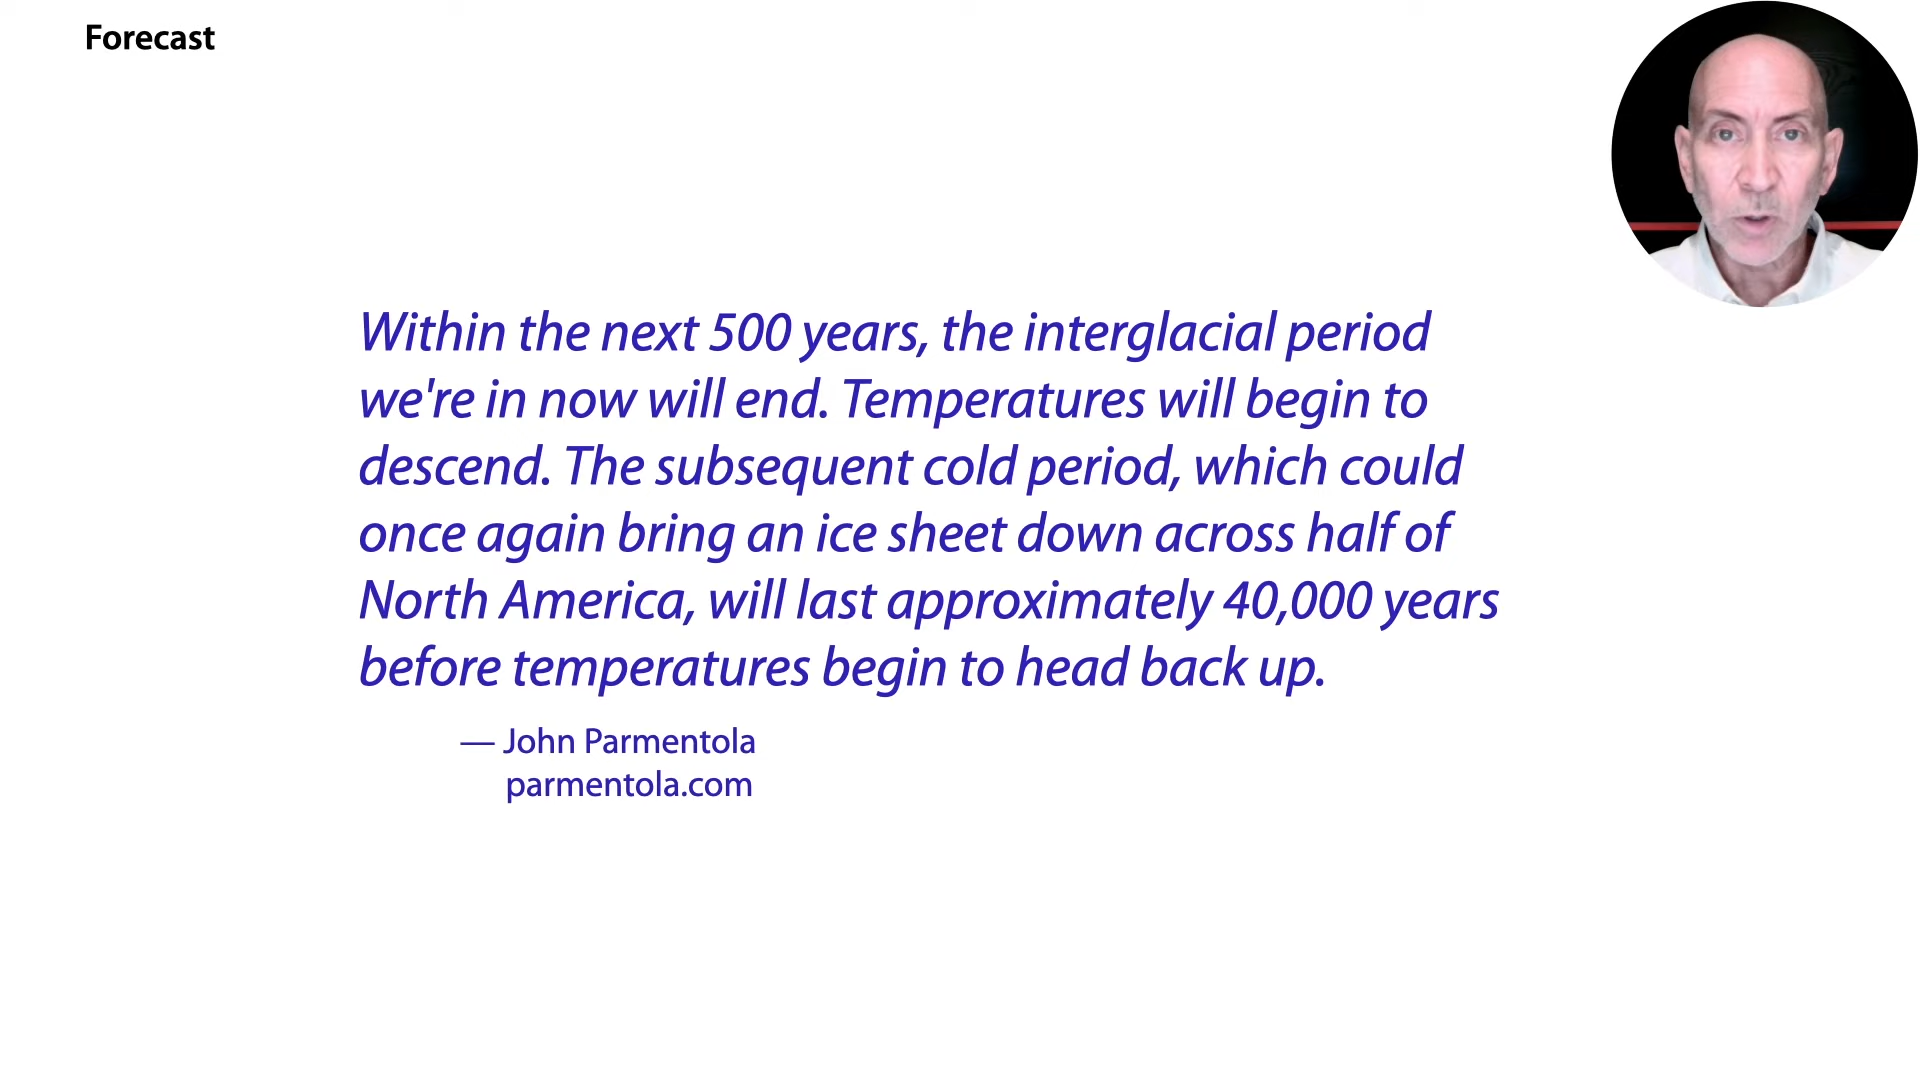 Forecast
Within the next 500 years, the interglacial period
we're in now will end. Temperatures will begin to
descend. The subsequent cold period, which could
once again bring an ice sheet down across half of
North America, will last approximately 40,000 years
before temperatures begin to head back up.
— John Parmentola
parmentola.com